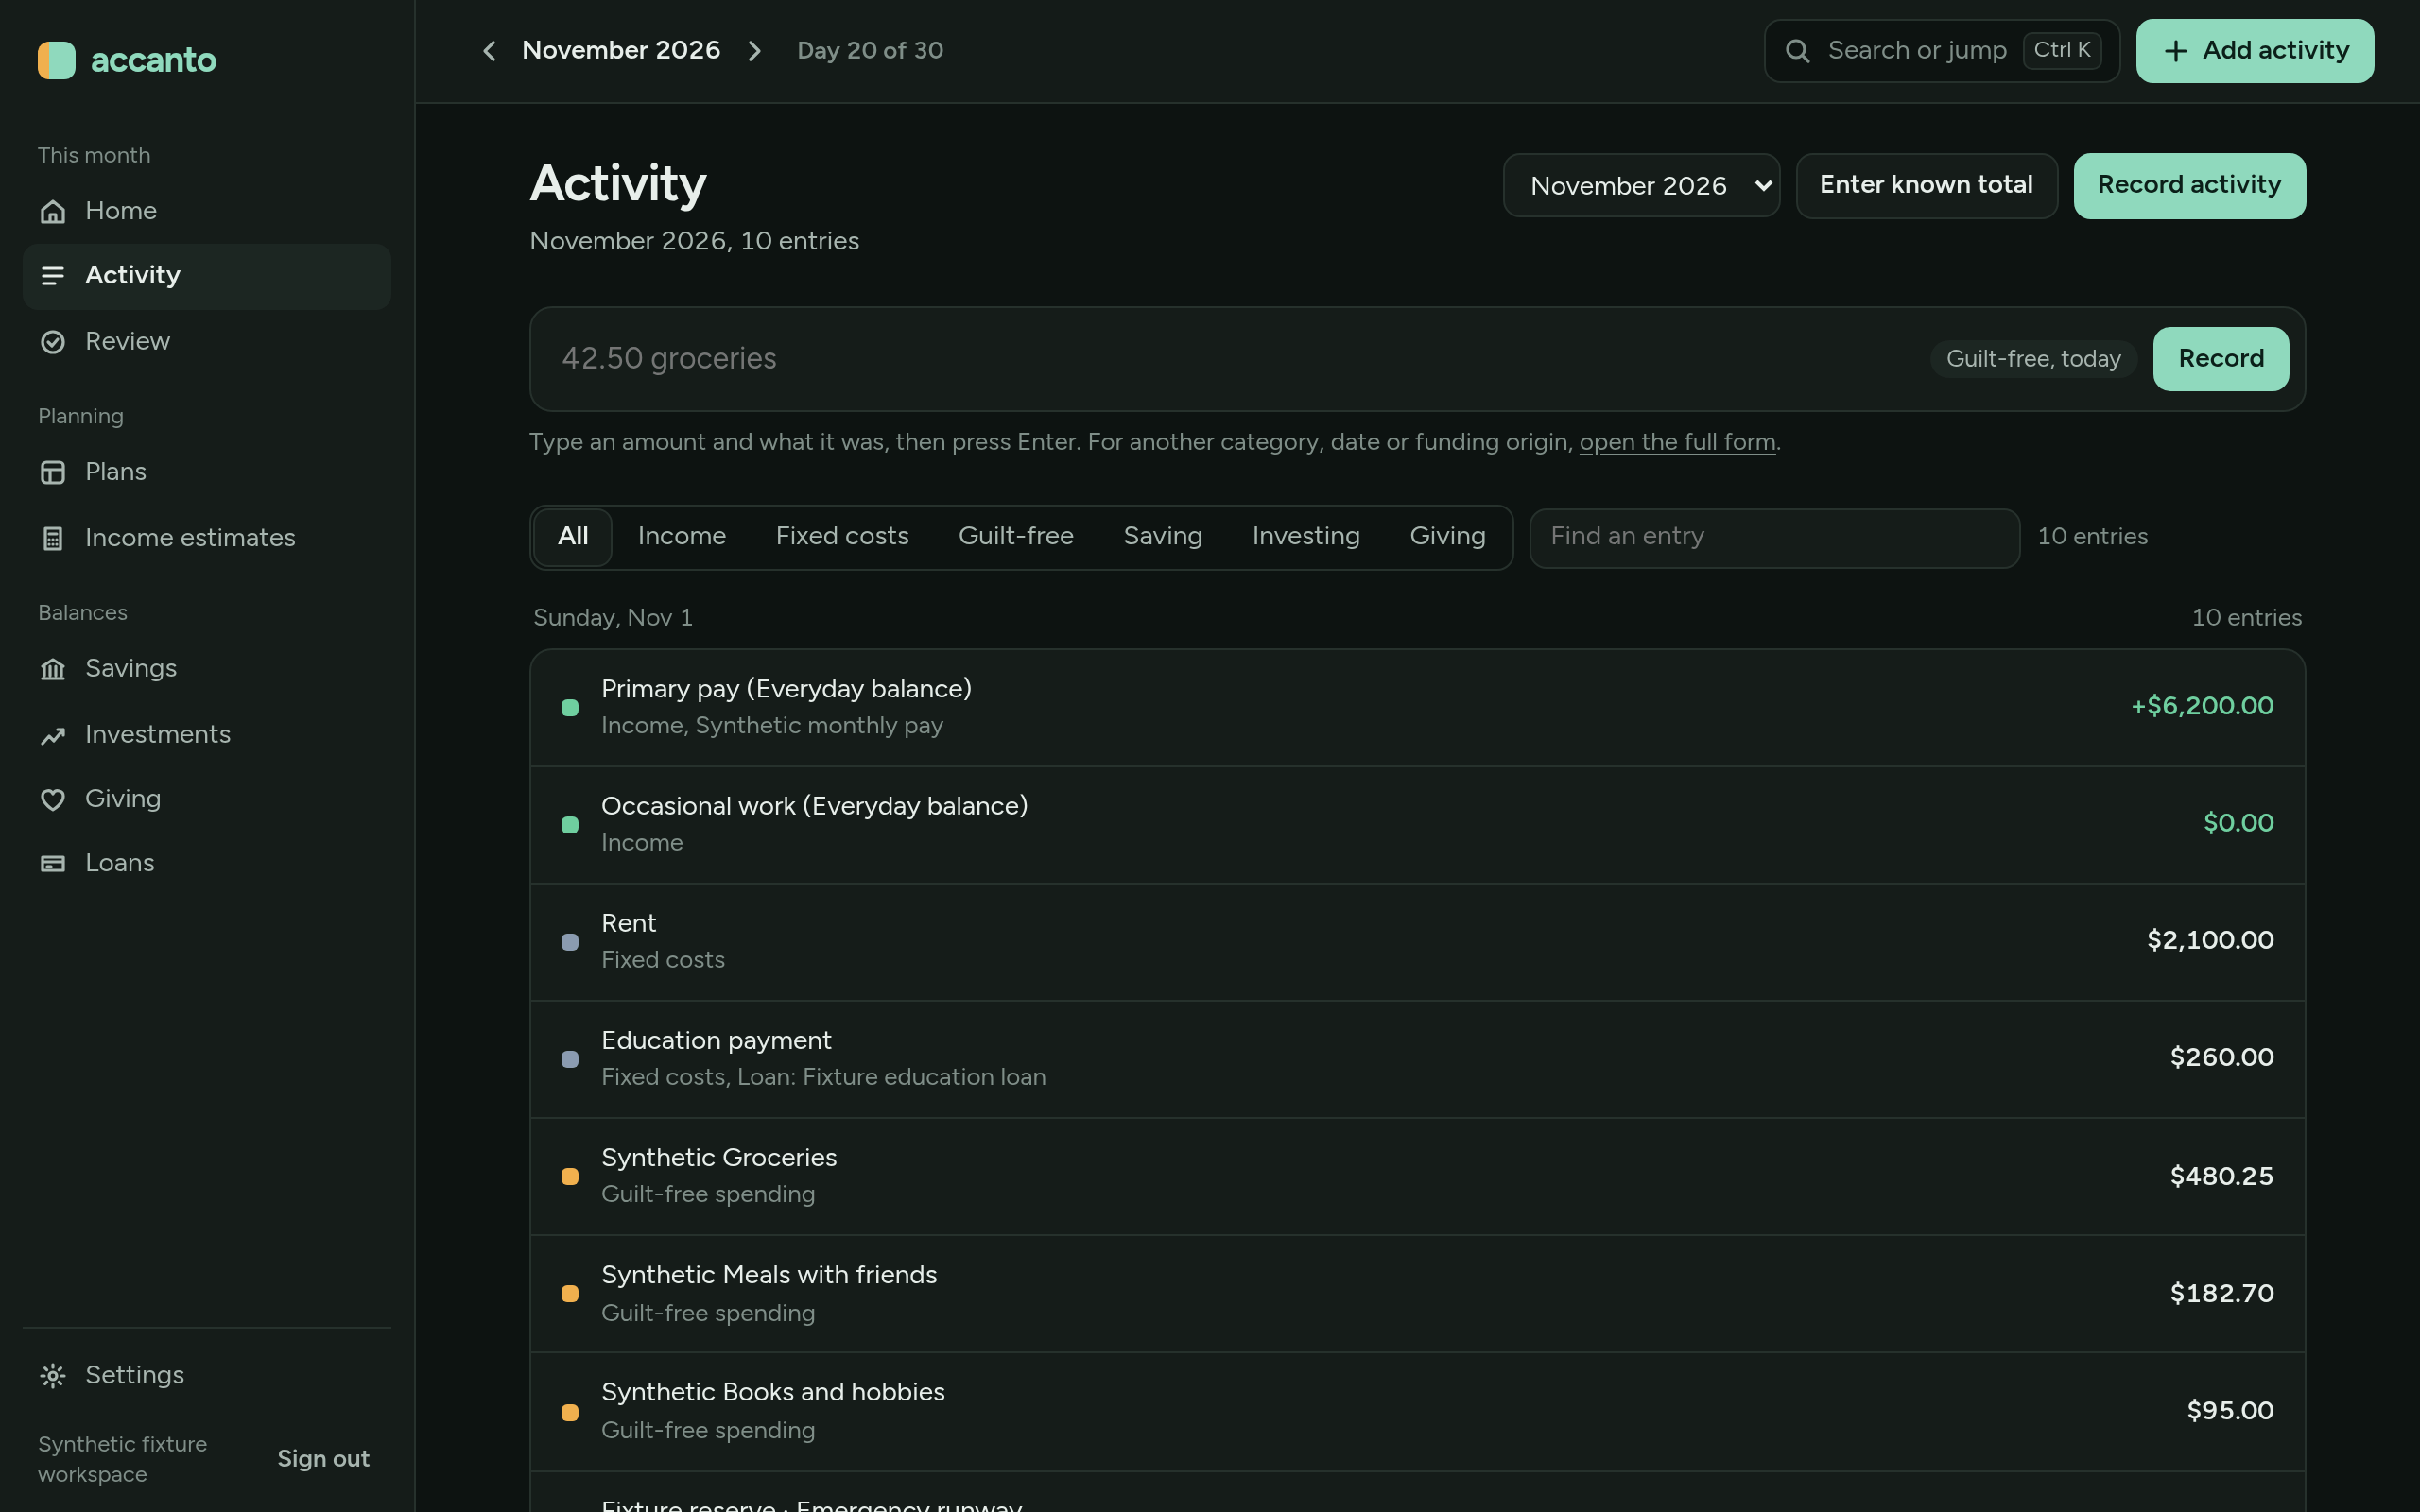 accanto
This month
Home
Activity
Review
Planning
Plans
Income estimates
Balances
Savings
Investments
Giving
Loans
Settings
Synthetic fixture
workspace
Sign out
November 2026
Day 20 of 30
Search or jump
Ctrl K
Add activity
Activity
November 2026, 10 entries
November 2026
Enter known total
Record activity
42.50 groceries
Guilt-free, today
Record
Type an amount and what it was, then press Enter. For another category, date or funding origin, open the full form.
All
Income
Fixed costs
Guilt-free
Saving
Investing
Giving
Find an entry
10 entries
Sunday, Nov 1
10 entries
Primary pay (Everyday balance)
Income, Synthetic monthly pay
+$6,200.00
Occasional work (Everyday balance)
Income
$0.00
Rent
Fixed costs
$2,100.00
Education payment
Fixed costs, Loan: Fixture education loan
$260.00
Synthetic Groceries
Guilt-free spending
$480.25
Synthetic Meals with friends
Guilt-free spending
$182.70
Synthetic Books and hobbies
Guilt-free spending
$95.00
Fixture reserve · Emergency runway